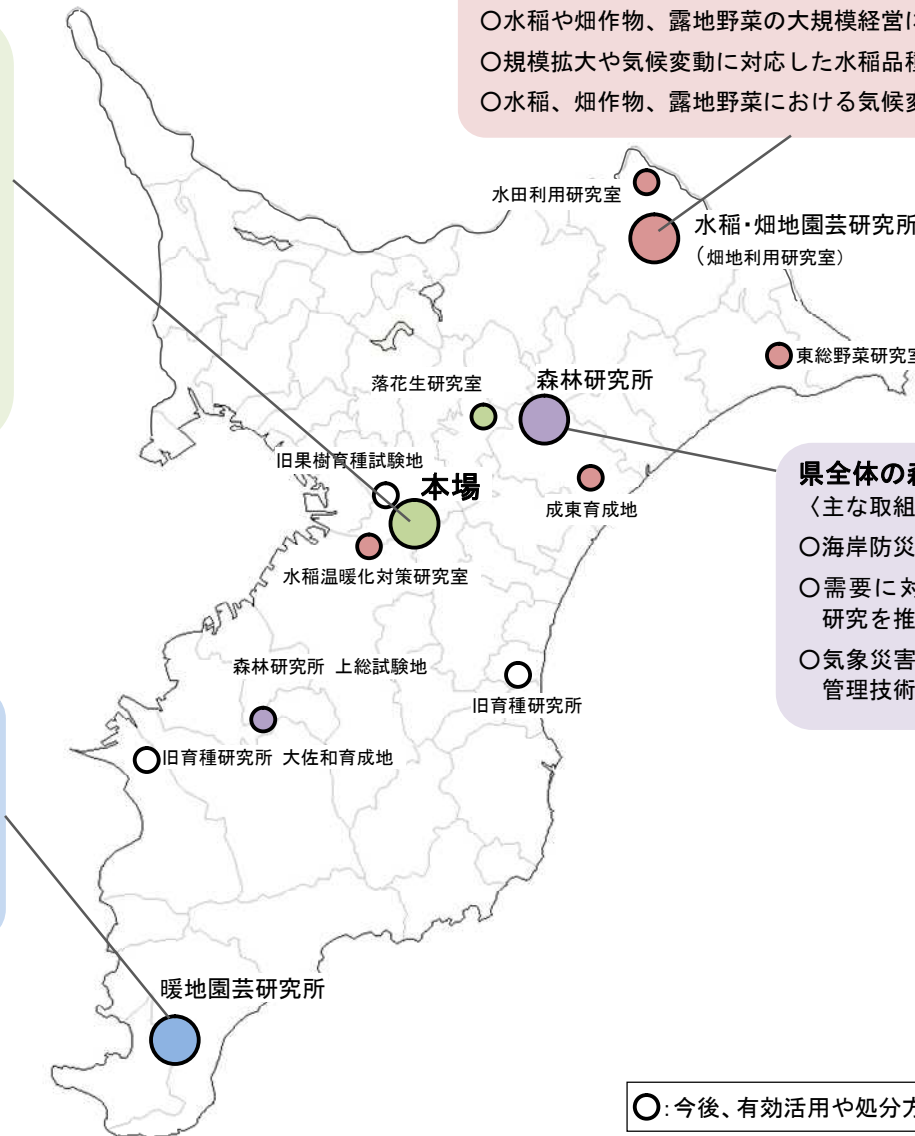 〇水稲や畑作物、露地野菜の大規模経営に
〇規模拡大や気候変動に対応した水稲品種
〇水稲、畑作物、露地野菜における気候変
水田利用研究室
水稲・畑地園芸研究所
（畑地利用研究室）
東総野菜研究室
落花生研究室
森林研究所
旧果樹育種試験地
本場
成東育成地
水稲温暖化対策研究室
県全体の森
〈主な取組
〇海岸防災
〇需要に対
研究を推
〇気象災害
管理技術
森林研究所 上総試験地
旧育種研究所
旧育種研究所 大佐和育成地
暖地園芸研究所
〇：今後、有効活用や処分方